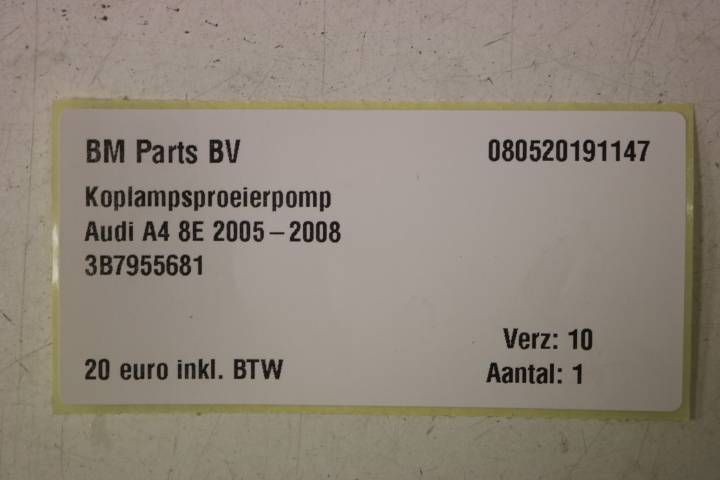 BM Parts BV 080520191147
Koplampsproeierpomp
Audi A4 8E 2005-2008
3B7955681
Verz: 10
20 euro inkl. BTW Aantal: 1